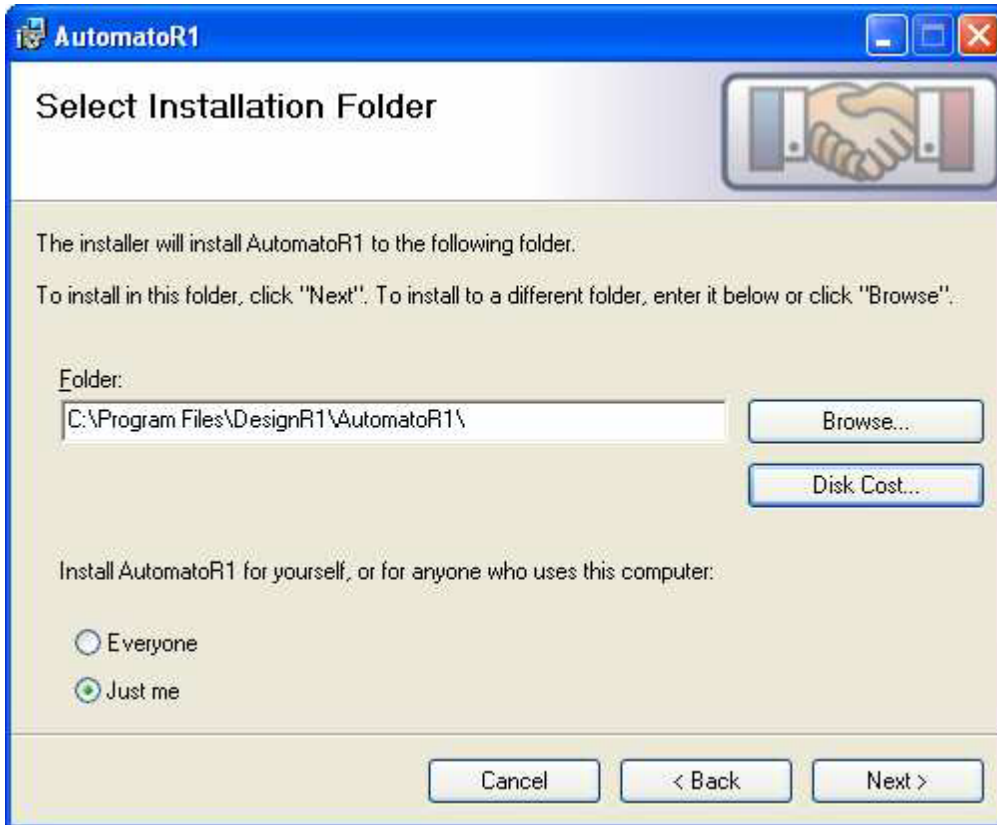 AutomatoR1
Select Installation Folder
The installer will install AutomatoR1 to the following folder.
To install in this folder, click "Next". To install to a different folder, enter it below or click "Browse".
Folder:
C:\Program Files\DesignR1\AutomatoR1\
Browse...
Disk Cost...
Install AutomatoR1 for yourself, or for anyone who uses this computer:
Everyone
Just me
Cancel
< Back
Next >